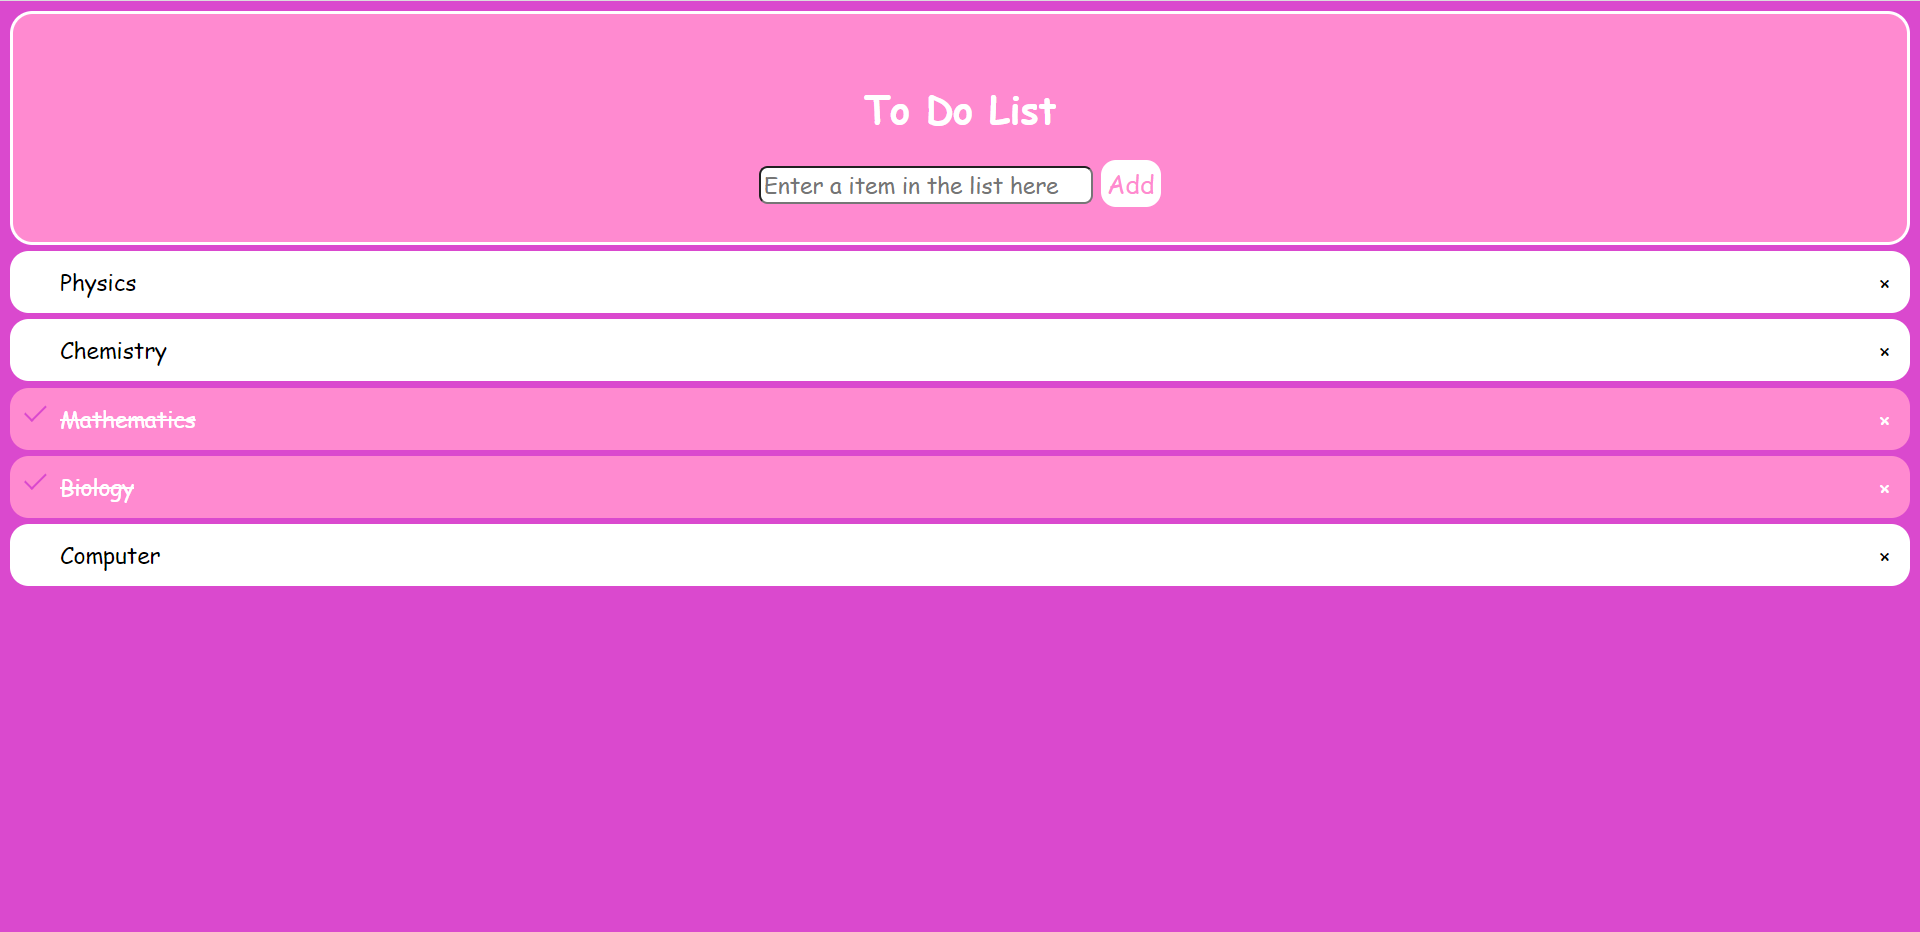 To Do List
Enter a item in the list here Add
Physics ×
Chemistry ×
Mathematics ×
Biology ×
Computer ×